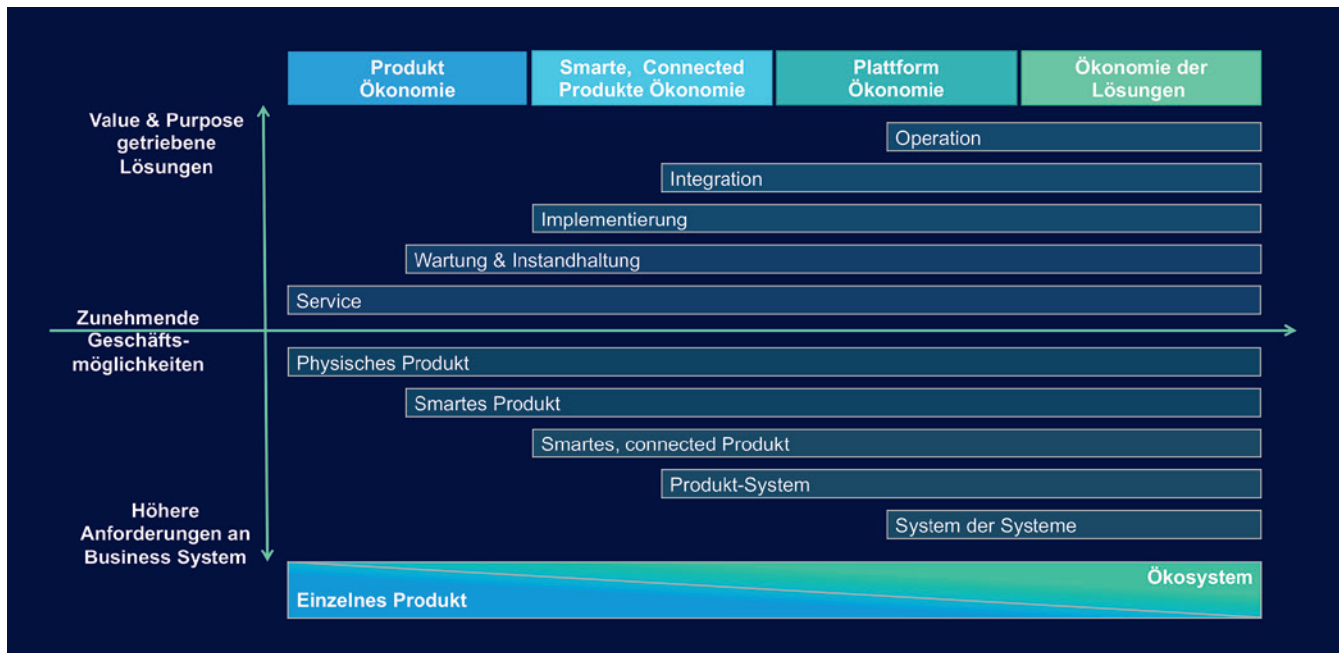 Produkt
Ökonomie
Smarte, Connected
Produkte Ökonomie
Plattform
Ökonomie
Ökonomie der
Lösungen
Value & Purpose
getriebene
Lösungen
Operation
Integration
Implementierung
Wartung & Instandhaltung
Service
Zunehmende
Geschäfts-
möglichkeiten
Physisches Produkt
Smartes Produkt
Smartes, connected Produkt
Produkt-System
System der Systeme
Höhere
Anforderungen an
Business System
Ökosystem
Einzelnes Produkt